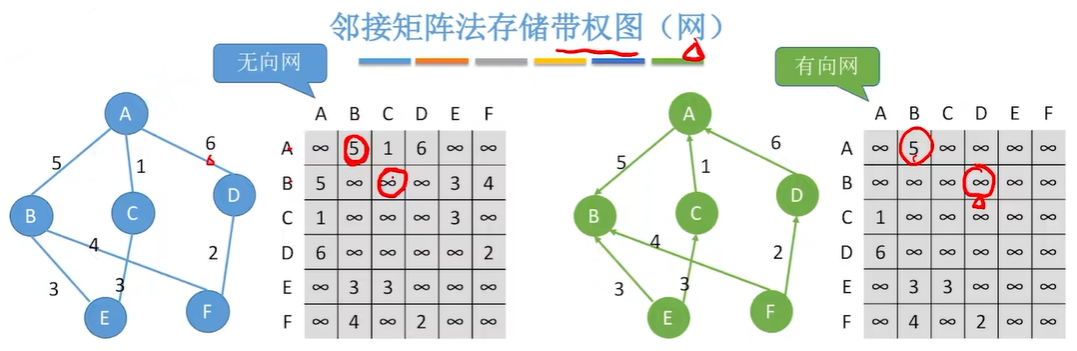 邻接矩阵法存储带权图（网）
无向网
有向网
A
B
C
D
E
F
5
1
6
4
3
3
2
A B C D E F
A ∞ 5 1 6 ∞ ∞
B 5 ∞ ∞ ∞ 3 4
C 1 ∞ ∞ ∞ 3 ∞
D 6 ∞ ∞ ∞ ∞ 2
E ∞ 3 3 ∞ ∞ ∞
F ∞ 4 ∞ 2 ∞ ∞
A
B
C
D
E
F
5
1
6
4
3
3
2
A B C D E F
A ∞ 5 ∞ ∞ ∞ ∞
B ∞ ∞ ∞ ∞ ∞ ∞
C 1 ∞ ∞ ∞ ∞ ∞
D 6 ∞ ∞ ∞ ∞ ∞
E ∞ 3 3 ∞ ∞ ∞
F ∞ 4 ∞ 2 ∞ ∞